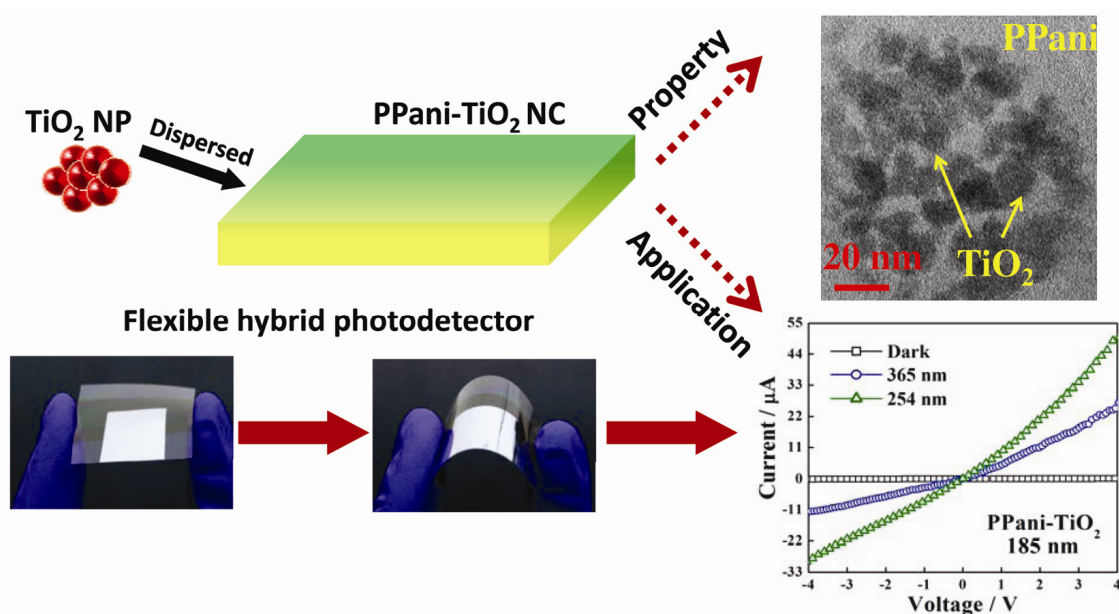 TiO₂ NP
Dispersed
PPani-TiO₂ NC
Property
Application
PPani
TiO₂
20 nm
Flexible hybrid photodetector
55
44
33
22
11
0
-11
-22
-33
Current / μA
Dark
365 nm
254 nm
PPani-TiO₂
185 nm
-4 -3 -2 -1 0 1 2 3 4
Voltage / V